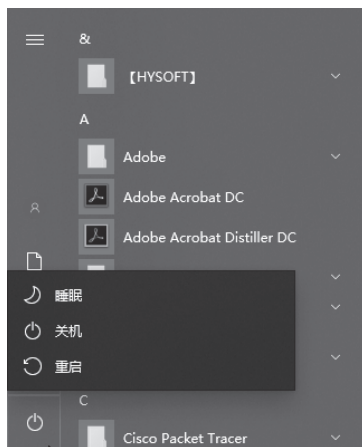 &
【HYSOFT】
A
Adobe
Adobe Acrobat DC
Adobe Acrobat Distiller DC
睡眠
关机
重启
C
Cisco Packet Tracer